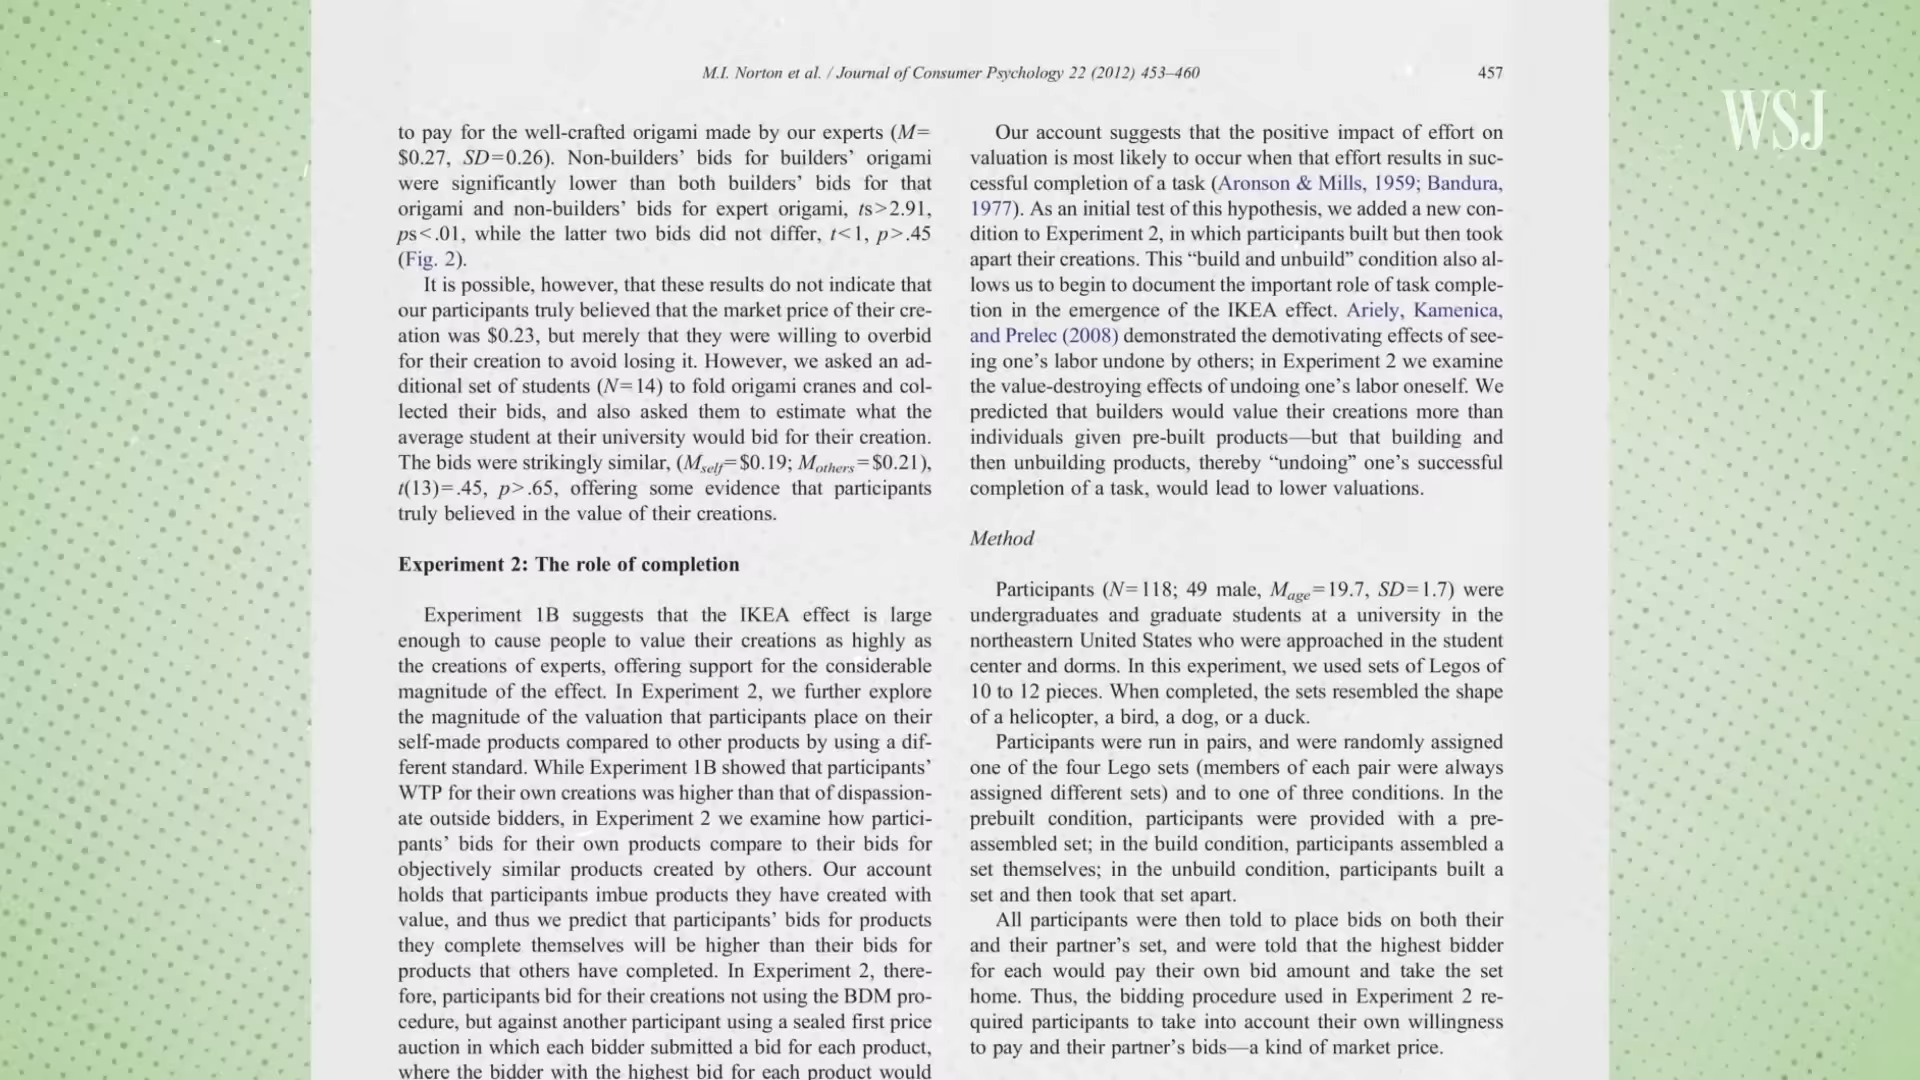 M.I. Norton et al. / Journal of Consumer Psychology 22 (2012) 453–460
457
WSJ
to pay for the well-crafted origami made by our experts (M=
$0.27, SD=0.26). Non-builders’ bids for builders’ origami
were significantly lower than both builders’ bids for that
origami and non-builders’ bids for expert origami, ts>2.91,
ps<.01, while the latter two bids did not differ, t<1, p>.45
(Fig. 2).
It is possible, however, that these results do not indicate that
our participants truly believed that the market price of their cre-
ation was $0.23, but merely that they were willing to overbid
for their creation to avoid losing it. However, we asked an ad-
ditional set of students (N=14) to fold origami cranes and col-
lected their bids, and also asked them to estimate what the
average student at their university would bid for their creation.
The bids were strikingly similar, (Mself=$0.19; Mothers=$0.21),
t(13)=.45, p>.65, offering some evidence that participants
truly believed in the value of their creations.
Experiment 2: The role of completion
Experiment 1B suggests that the IKEA effect is large
enough to cause people to value their creations as highly as
the creations of experts, offering support for the considerable
magnitude of the effect. In Experiment 2, we further explore
the magnitude of the valuation that participants place on their
self-made products compared to other products by using a dif-
ferent standard. While Experiment 1B showed that participants’
WTP for their own creations was higher than that of dispassion-
ate outside bidders, in Experiment 2 we examine how partici-
pants’ bids for their own products compare to their bids for
objectively similar products created by others. Our account
holds that participants imbue products they have created with
value, and thus we predict that participants’ bids for products
they complete themselves will be higher than their bids for
products that others have completed. In Experiment 2, there-
fore, participants bid for their creations not using the BDM pro-
cedure, but against another participant using a sealed first price
auction in which each bidder submitted a bid for each product,
where the bidder with the highest bid for each product would
Our account suggests that the positive impact of effort on
valuation is most likely to occur when that effort results in suc-
cessful completion of a task (Aronson & Mills, 1959; Bandura,
1977). As an initial test of this hypothesis, we added a new con-
dition to Experiment 2, in which participants built but then took
apart their creations. This “build and unbuild” condition also al-
lows us to begin to document the important role of task comple-
tion in the emergence of the IKEA effect. Ariely, Kamenica,
and Prelec (2008) demonstrated the demotivating effects of see-
ing one’s labor undone by others; in Experiment 2 we examine
the value-destroying effects of undoing one’s labor oneself. We
predicted that builders would value their creations more than
individuals given pre-built products—but that building and
then unbuilding products, thereby “undoing” one’s successful
completion of a task, would lead to lower valuations.
Method
Participants (N=118; 49 male, Mage=19.7, SD=1.7) were
undergraduates and graduate students at a university in the
northeastern United States who were approached in the student
center and dorms. In this experiment, we used sets of Legos of
10 to 12 pieces. When completed, the sets resembled the shape
of a helicopter, a bird, a dog, or a duck.
Participants were run in pairs, and were randomly assigned
one of the four Lego sets (members of each pair were always
assigned different sets) and to one of three conditions. In the
prebuilt condition, participants were provided with a pre-
assembled set; in the build condition, participants assembled a
set themselves; in the unbuild condition, participants built a
set and then took that set apart.
All participants were then told to place bids on both their
and their partner’s set, and were told that the highest bidder
for each would pay their own bid amount and take the set
home. Thus, the bidding procedure used in Experiment 2 re-
quired participants to take into account their own willingness
to pay and their partner’s bids—a kind of market price.